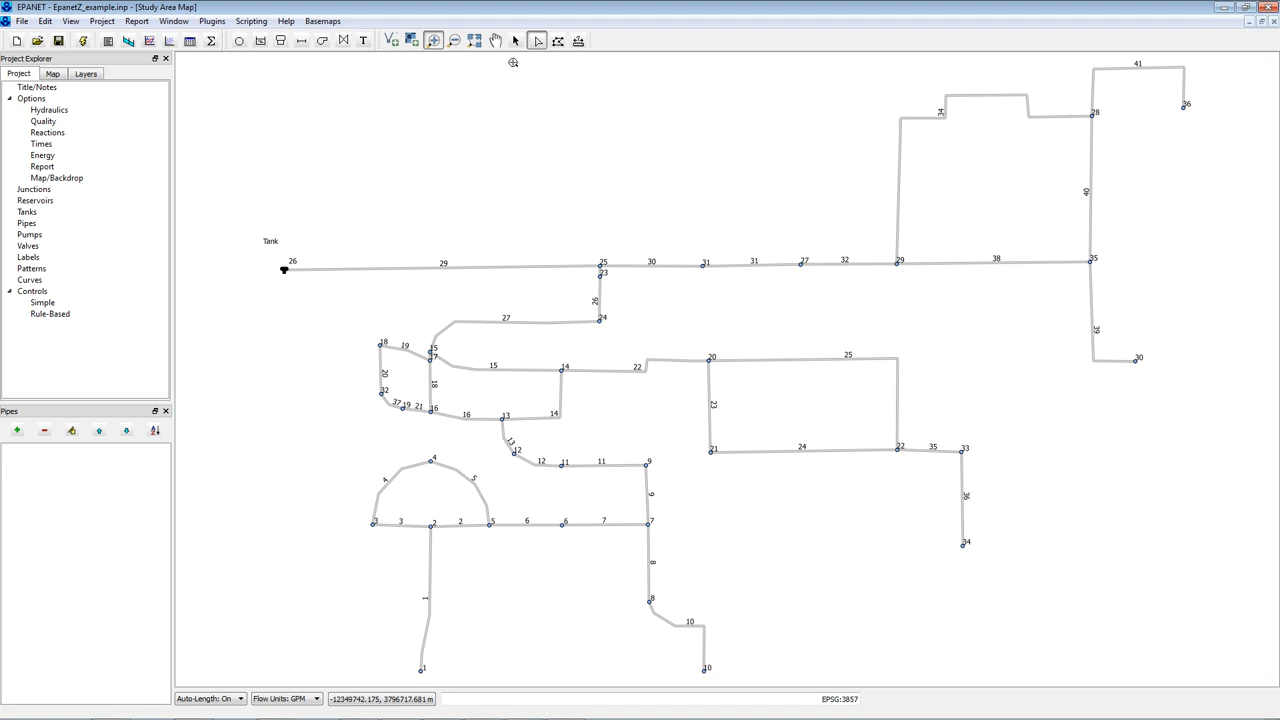 EPANET - EpanetZ_example.inp - [Study Area Map]
File Edit View Project Report Window Plugins Scripting Help Basemaps
T
Project Explorer
Project Map Layers
Title/Notes
Options
Hydraulics
Quality
Reactions
Times
Energy
Report
Map/Backdrop
Junctions
Reservoirs
Tanks
Pipes
Pumps
Valves
Labels
Patterns
Curves
Controls
Simple
Rule-Based
Pipes
41
36
34
28
40
Tank
26
29
25
30
31
31
27
32
29
38
35
23
26
24
27
39
30
18
19
15
17
15
14
22
20
25
20
18
32
37
19
21
16
16
13
14
23
13
12
12
11
11
9
21
24
22
35
33
4
4
5
9
36
3
3
2
2
5
6
6
7
7
34
8
1
8
10
1
10
Auto-Length: On Flow Units: GPM -12349742.175, 3796717.681 m EPSG:3857